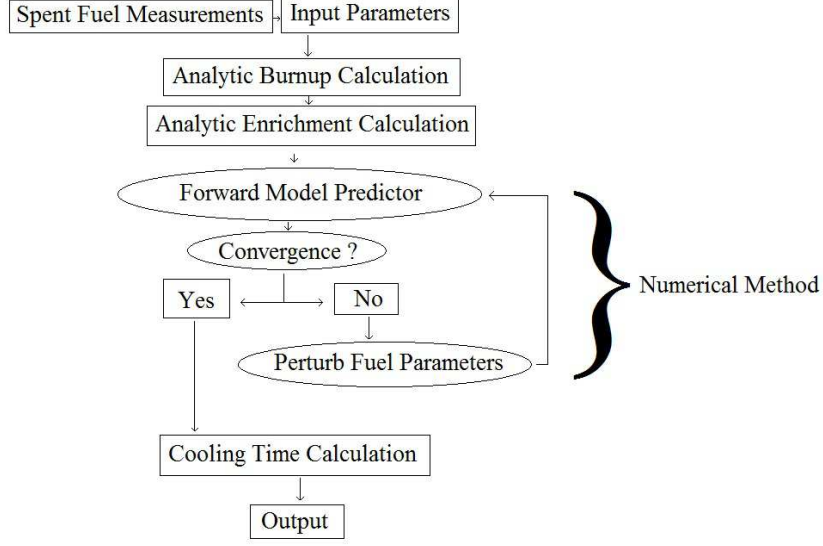 Spent Fuel Measurements
Input Parameters
Analytic Burnup Calculation
Analytic Enrichment Calculation
Forward Model Predictor
Convergence ?
Yes
No
Numerical Method
Perturb Fuel Parameters
Cooling Time Calculation
Output